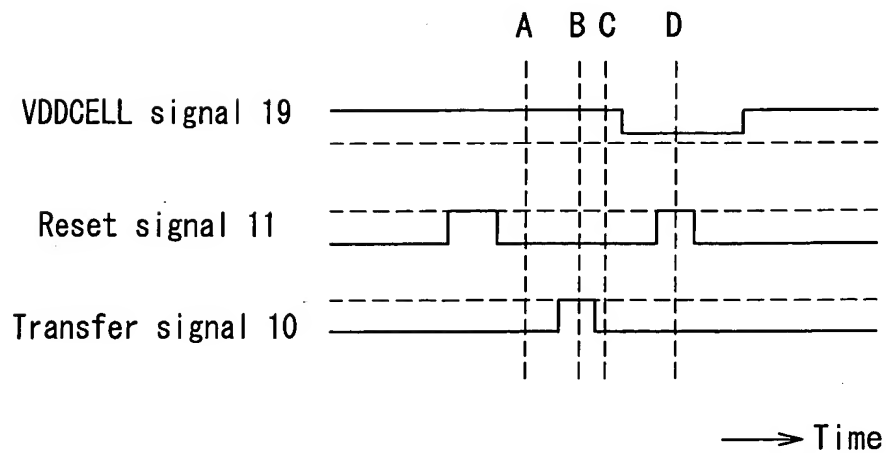 A B C D
VDDCELL signal 19
Reset signal 11
Transfer signal 10
Time